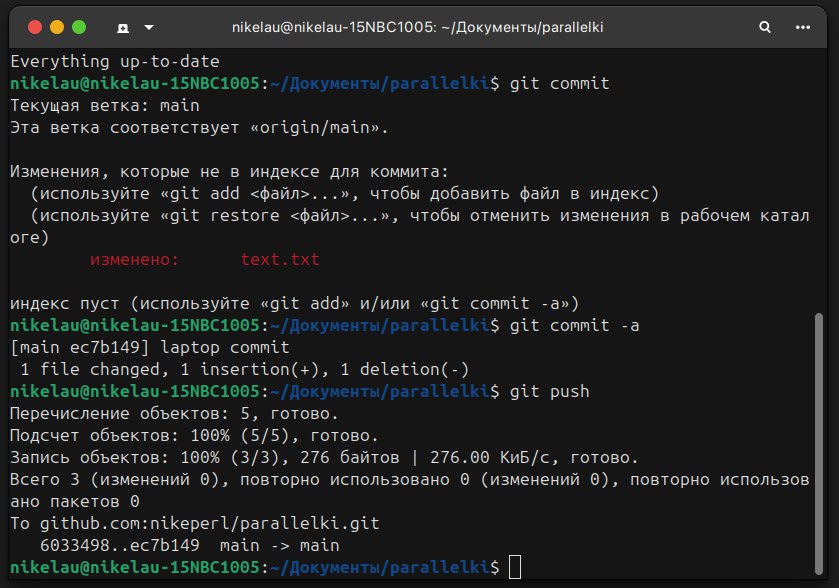 nikelau@nikelau-15NBC1005: ~/Документы/parallelki
Everything up-to-date
nikelau@nikelau-15NBC1005:~/Документы/parallelki$ git commit
Текущая ветка: main
Эта ветка соответствует «origin/main».
Изменения, которые не в индексе для коммита:
(используйте «git add <файл>...», чтобы добавить файл в индекс)
(используйте «git restore <файл>...», чтобы отменить изменения в рабочем катал
оге)
изменено:      text.txt
индекс пуст (используйте «git add» и/или «git commit -a»)
nikelau@nikelau-15NBC1005:~/Документы/parallelki$ git commit -a
[main ec7b149] laptop commit
1 file changed, 1 insertion(+), 1 deletion(-)
nikelau@nikelau-15NBC1005:~/Документы/parallelki$ git push
Перечисление объектов: 5, готово.
Подсчет объектов: 100% (5/5), готово.
Запись объектов: 100% (3/3), 276 байтов | 276.00 КиБ/с, готово.
Всего 3 (изменений 0), повторно использовано 0 (изменений 0), повторно использов
ано пакетов 0
To github.com:nikeperl/parallelki.git
6033498..ec7b149  main -> main
nikelau@nikelau-15NBC1005:~/Документы/parallelki$